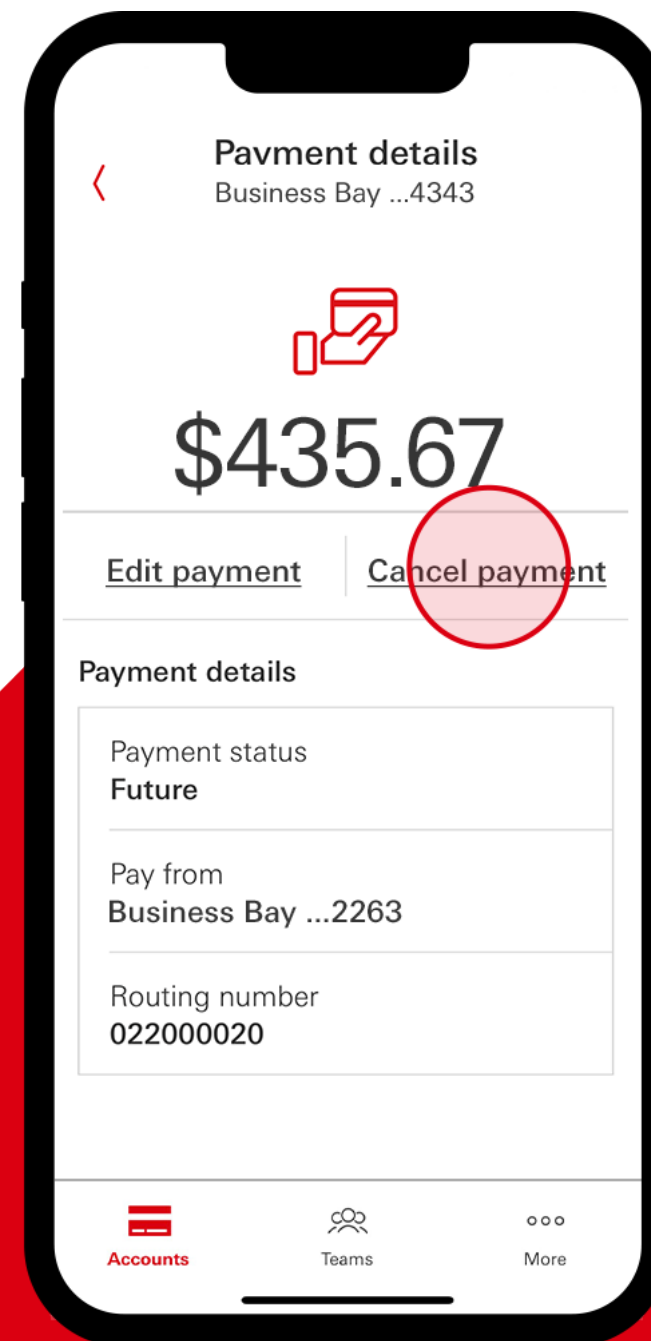 Pavment details
Business Bay ...4343
$435.67
Edit payment
Cancel payment
Payment details
Payment status
Future
Pay from
Business Bay ...2263
Routing number
022000020
Accounts
Teams
More